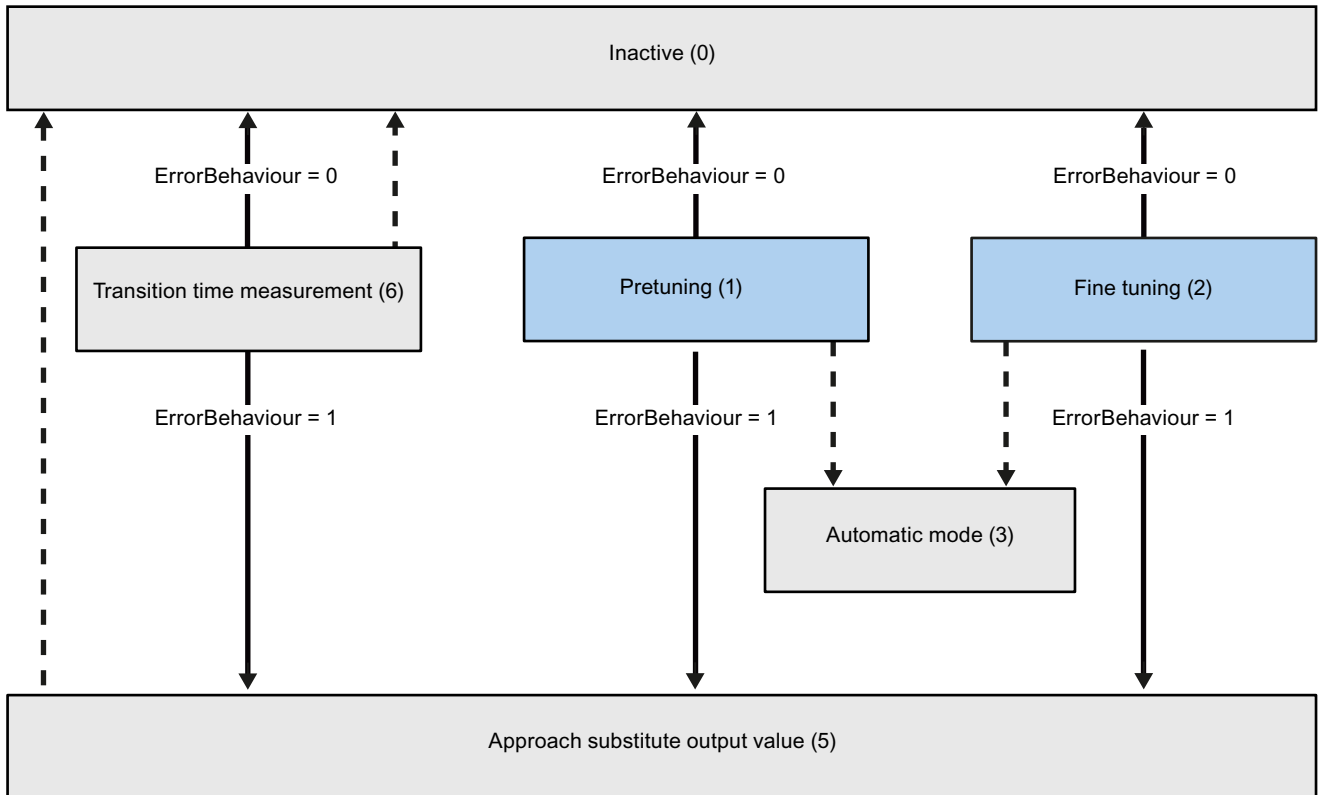 Inactive (0)
ErrorBehaviour = 0
ErrorBehaviour = 0
ErrorBehaviour = 0
Transition time measurement (6)
Pretuning (1)
Fine tuning (2)
ErrorBehaviour = 1
ErrorBehaviour = 1
ErrorBehaviour = 1
Automatic mode (3)
Approach substitute output value (5)